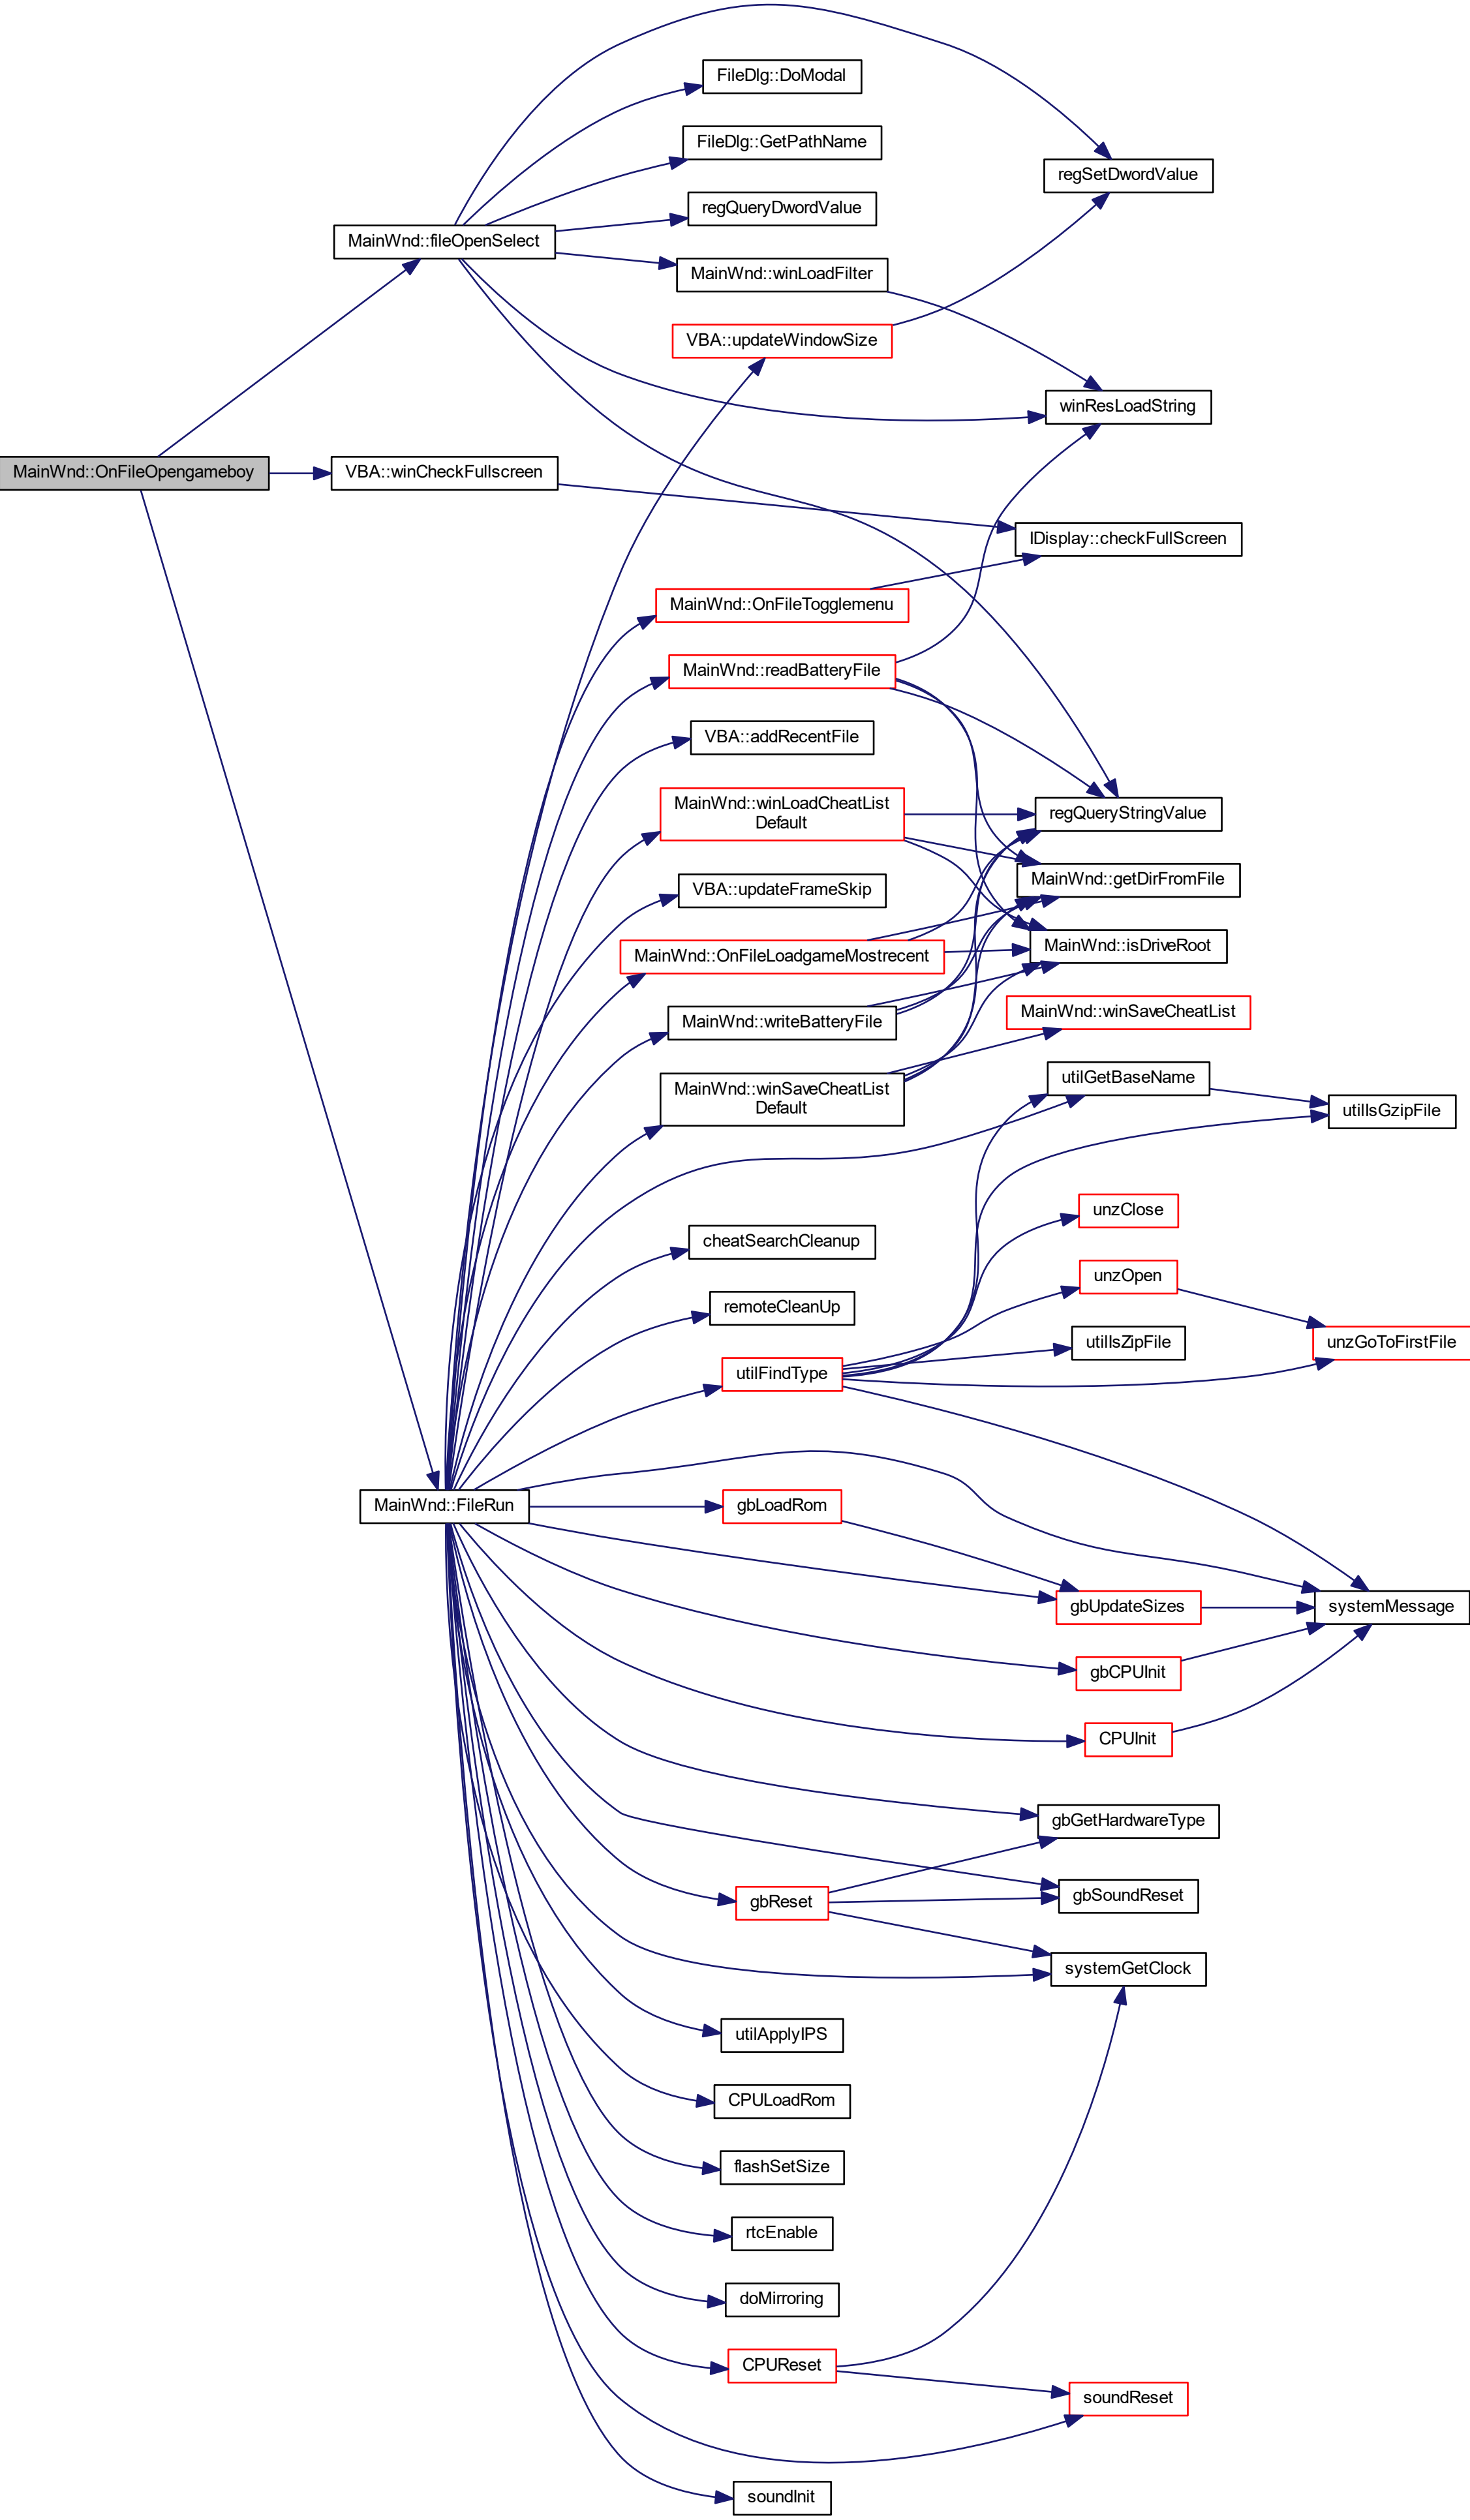 FileDlg::DoModal
FileDlg::GetPathName
regSetDwordValue
regQueryDwordValue
MainWnd::fileOpenSelect
MainWnd::winLoadFilter
VBA::updateWindowSize
winResLoadString
MainWnd::OnFileOpengameboy
VBA::winCheckFullscreen
IDisplay::checkFullScreen
MainWnd::OnFileTogglemenu
MainWnd::readBatteryFile
VBA::addRecentFile
MainWnd::winLoadCheatList
Default
regQueryStringValue
MainWnd::getDirFromFile
VBA::updateFrameSkip
MainWnd::isDriveRoot
MainWnd::OnFileLoadgameMostrecent
MainWnd::winSaveCheatList
MainWnd::writeBatteryFile
utilGetBaseName
MainWnd::winSaveCheatList
Default
utilIsGzipFile
unzClose
cheatSearchCleanup
unzOpen
remoteCleanUp
utilIsZipFile
unzGoToFirstFile
utilFindType
MainWnd::FileRun
gbLoadRom
gbUpdateSizes
systemMessage
gbCPUInit
CPUInit
gbGetHardwareType
gbReset
gbSoundReset
systemGetClock
utilApplyIPS
CPULoadRom
flashSetSize
rtcEnable
doMirroring
CPUReset
soundReset
soundInit